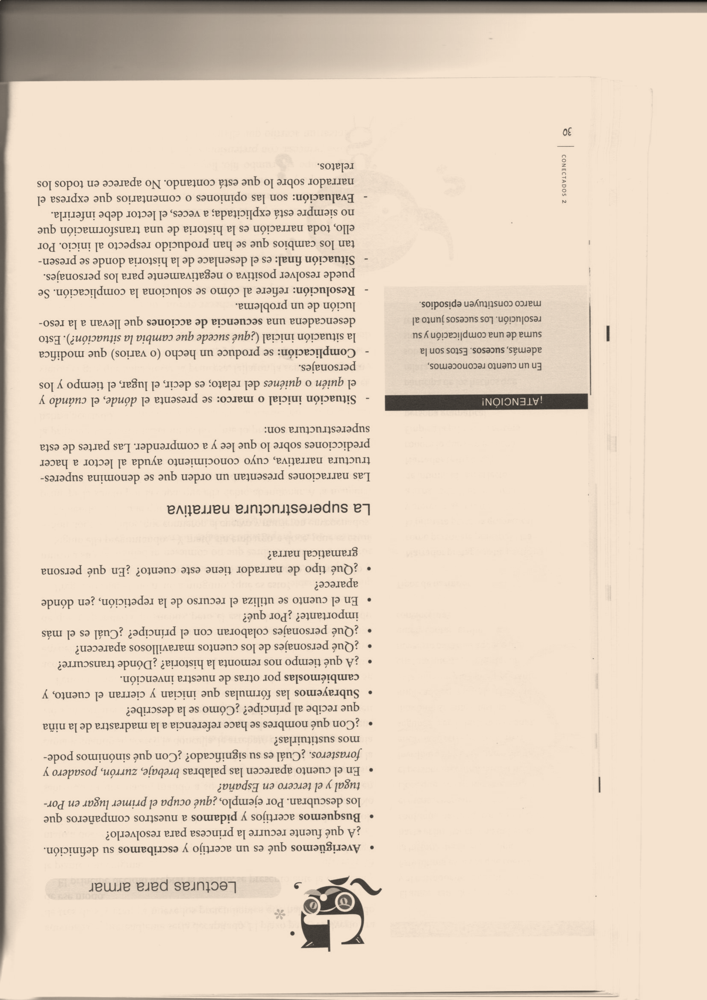 Lecturas para armar
• Averigüemos qué es un acertijo y escribamos su definición.
¿A qué fuente recurre la princesa para resolverlo?
• Busquemos acertijos y pidamos a nuestros compañeros que
los descubran. Por ejemplo, ¿qué ocupa el primer lugar en Por-
tugal y el tercero en España?
• En el cuento aparecen las palabras brebaje, zurrón, posadero y
forasteros. ¿Cuál es su significado? ¿Con qué sinónimos pode-
mos sustituirlas?
• ¿Con qué nombres se hace referencia a la madrastra de la niña
que recibe al príncipe? ¿Cómo se la describe?
• Subrayemos las fórmulas que inician y cierran el cuento, y
cambiémoslas por otras de nuestra invención.
• ¿A qué tiempo nos remonta la historia? ¿Dónde transcurre?
• ¿Qué personajes de los cuentos maravillosos aparecen?
• ¿Qué personajes colaboran con el príncipe? ¿Cuál es el más
importante? ¿Por qué?
• En el cuento se utiliza el recurso de la repetición, ¿en dónde
aparece?
• ¿Qué tipo de narrador tiene este cuento? ¿En qué persona
gramatical narra?
La superestructura narrativa
Las narraciones presentan un orden que se denomina superes-
tructura narrativa, cuyo conocimiento ayuda al lector a hacer
predicciones sobre lo que lee y a comprender. Las partes de esta
superestructura son:
- Situación inicial o marco: se presenta el dónde, el cuándo y
el quién o quiénes del relato; es decir, el lugar, el tiempo y los
personajes.
- Complicación: se produce un hecho (o varios) que modifica
la situación inicial (¿qué sucede que cambia la situación?). Esto
desencadena una secuencia de acciones que llevan a la reso-
lución de un problema.
- Resolución: refiere al cómo se soluciona la complicación. Se
puede resolver positiva o negativamente para los personajes.
- Situación final: es el desenlace de la historia donde se presen-
tan los cambios que se han producido respecto al inicio. Por
ello, toda narración es la historia de una transformación que
no siempre está explicitada; a veces, el lector debe inferirla.
- Evaluación: son las opiniones o comentarios que expresa el
narrador sobre lo que está contando. No aparece en todos los
relatos.
¡ATENCIÓN!
En un cuento reconocemos,
además, sucesos. Estos son la
suma de una complicación y su
resolución. Los sucesos junto al
marco constituyen episodios.
30
CONECTADOS 2